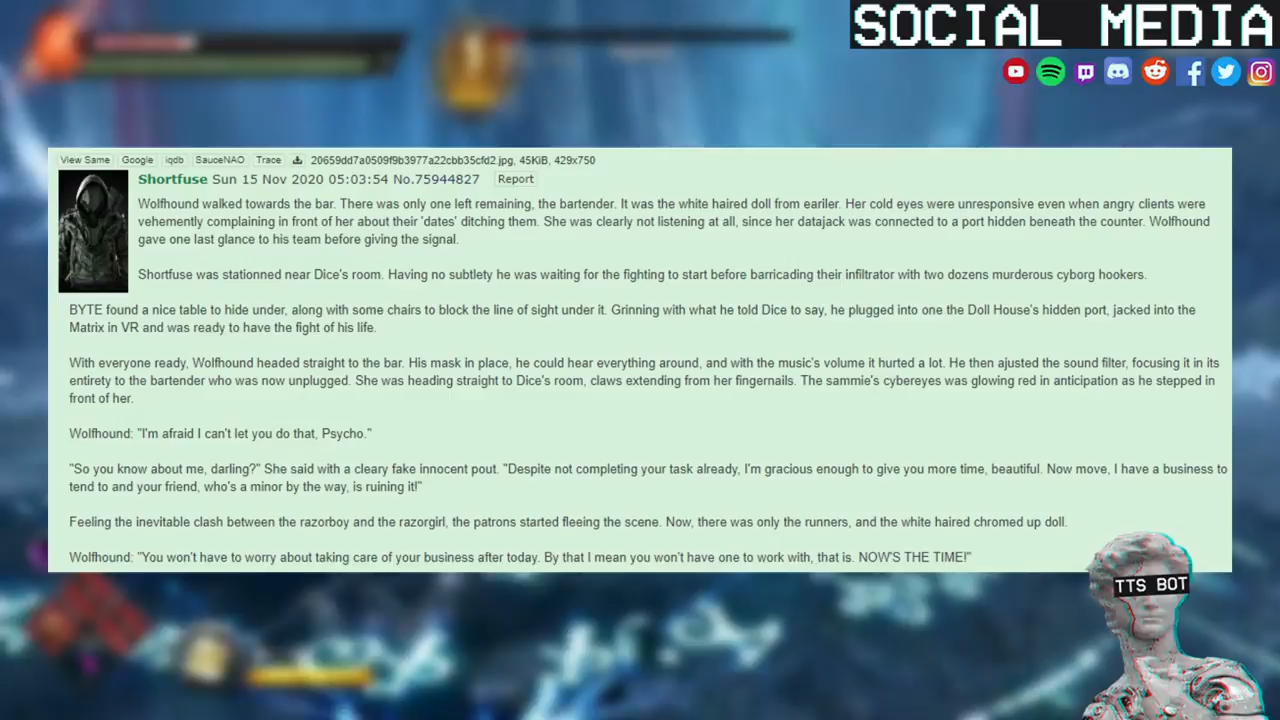 SOCIAL MEDIA
View Same Google iqdb SauceNAO Trace 20659dd7a0509f9b3977a22cbb35cfd2.jpg, 45KiB, 429x750
Shortfuse Sun 15 Nov 2020 05:03:54 No.75944827 Report
Wolfhound walked towards the bar. There was only one left remaining, the bartender. It was the white haired doll from eariler. Her cold eyes were unresponsive even when angry clients were
vehemently complaining in front of her about their 'dates' ditching them. She was clearly not listening at all, since her datajack was connected to a port hidden beneath the counter. Wolfhound
gave one last glance to his team before giving the signal.
Shortfuse was stationned near Dice's room. Having no subtlety he was waiting for the fighting to start before barricading their infiltrator with two dozens murderous cyborg hookers.
BYTE found a nice table to hide under, along with some chairs to block the line of sight under it. Grinning with what he told Dice to say, he plugged into one the Doll House's hidden port, jacked into the
Matrix in VR and was ready to have the fight of his life.
With everyone ready, Wolfhound headed straight to the bar. His mask in place, he could hear everything around, and with the music's volume it hurted a lot. He then ajusted the sound filter, focusing it in its
entirety to the bartender who was now unplugged. She was heading straight to Dice's room, claws extending from her fingernails. The sammie's cybereyes was glowing red in anticipation as he stepped in
front of her.
Wolfhound: "I'm afraid I can't let you do that, Psycho."
"So you know about me, darling?" She said with a cleary fake innocent pout. "Despite not completing your task already, I'm gracious enough to give you more time, beautiful. Now move, I have a business to
tend to and your friend, who's a minor by the way, is ruining it!"
Feeling the inevitable clash between the razorboy and the razorgirl, the patrons started fleeing the scene. Now, there was only the runners, and the white haired chromed up doll.
Wolfhound: "You won't have to worry about taking care of your business after today. By that I mean you won't have one to work with, that is. NOW'S THE TIME!"
TTS BOT